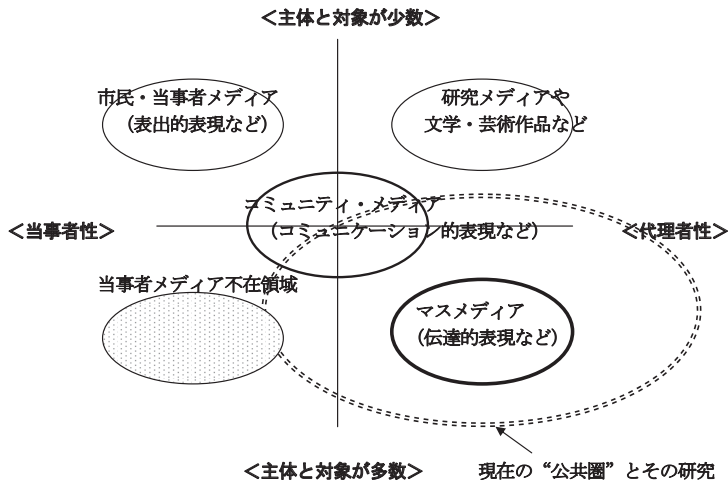 ＜主体と対象が少数＞
市民・当事者メディア
（表出的表現など）
研究メディアや
文学・芸術作品など
コミュニティ・メディア
（コミュニケーション的表現など）
＜当事者性＞
＜代理者性＞
当事者メディア不在領域
マスメディア
（伝達的表現など）
＜主体と対象が多数＞
現在の“公共圏”とその研究